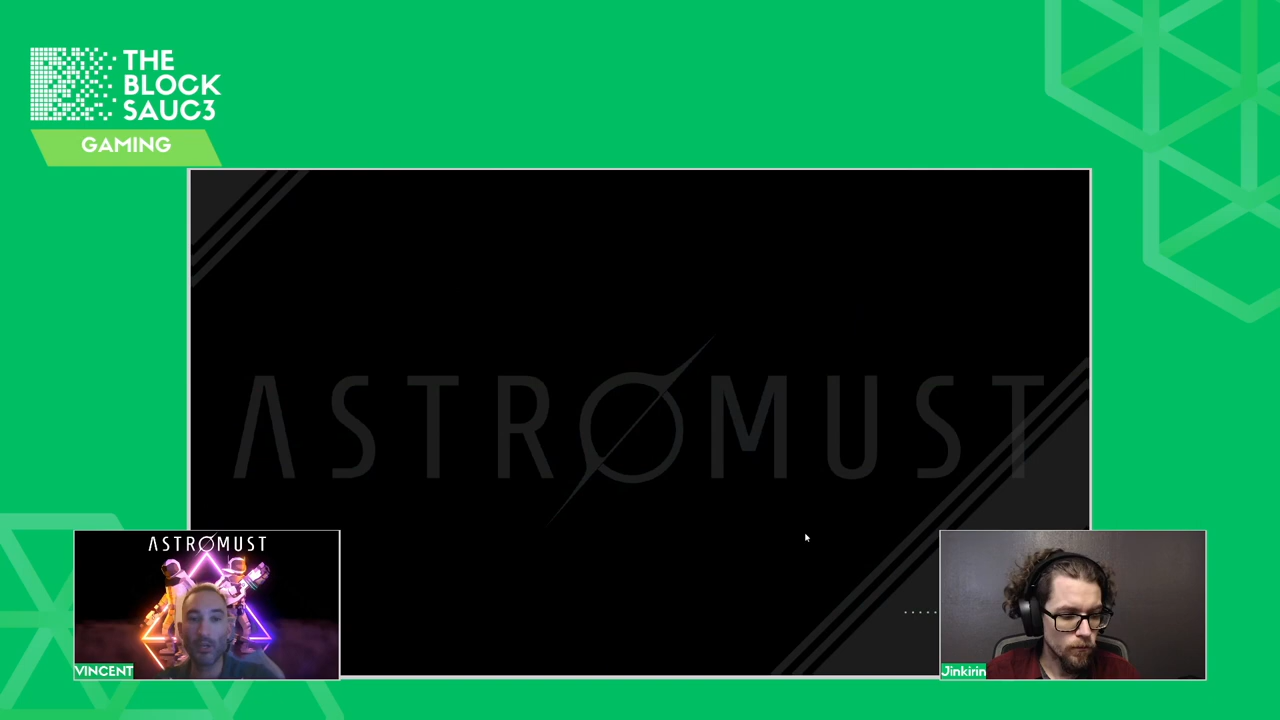 THE
BLOCK
SAUC3
GAMING
ASTROMUST
ASTROMUST
VINCENT
Jinkirin